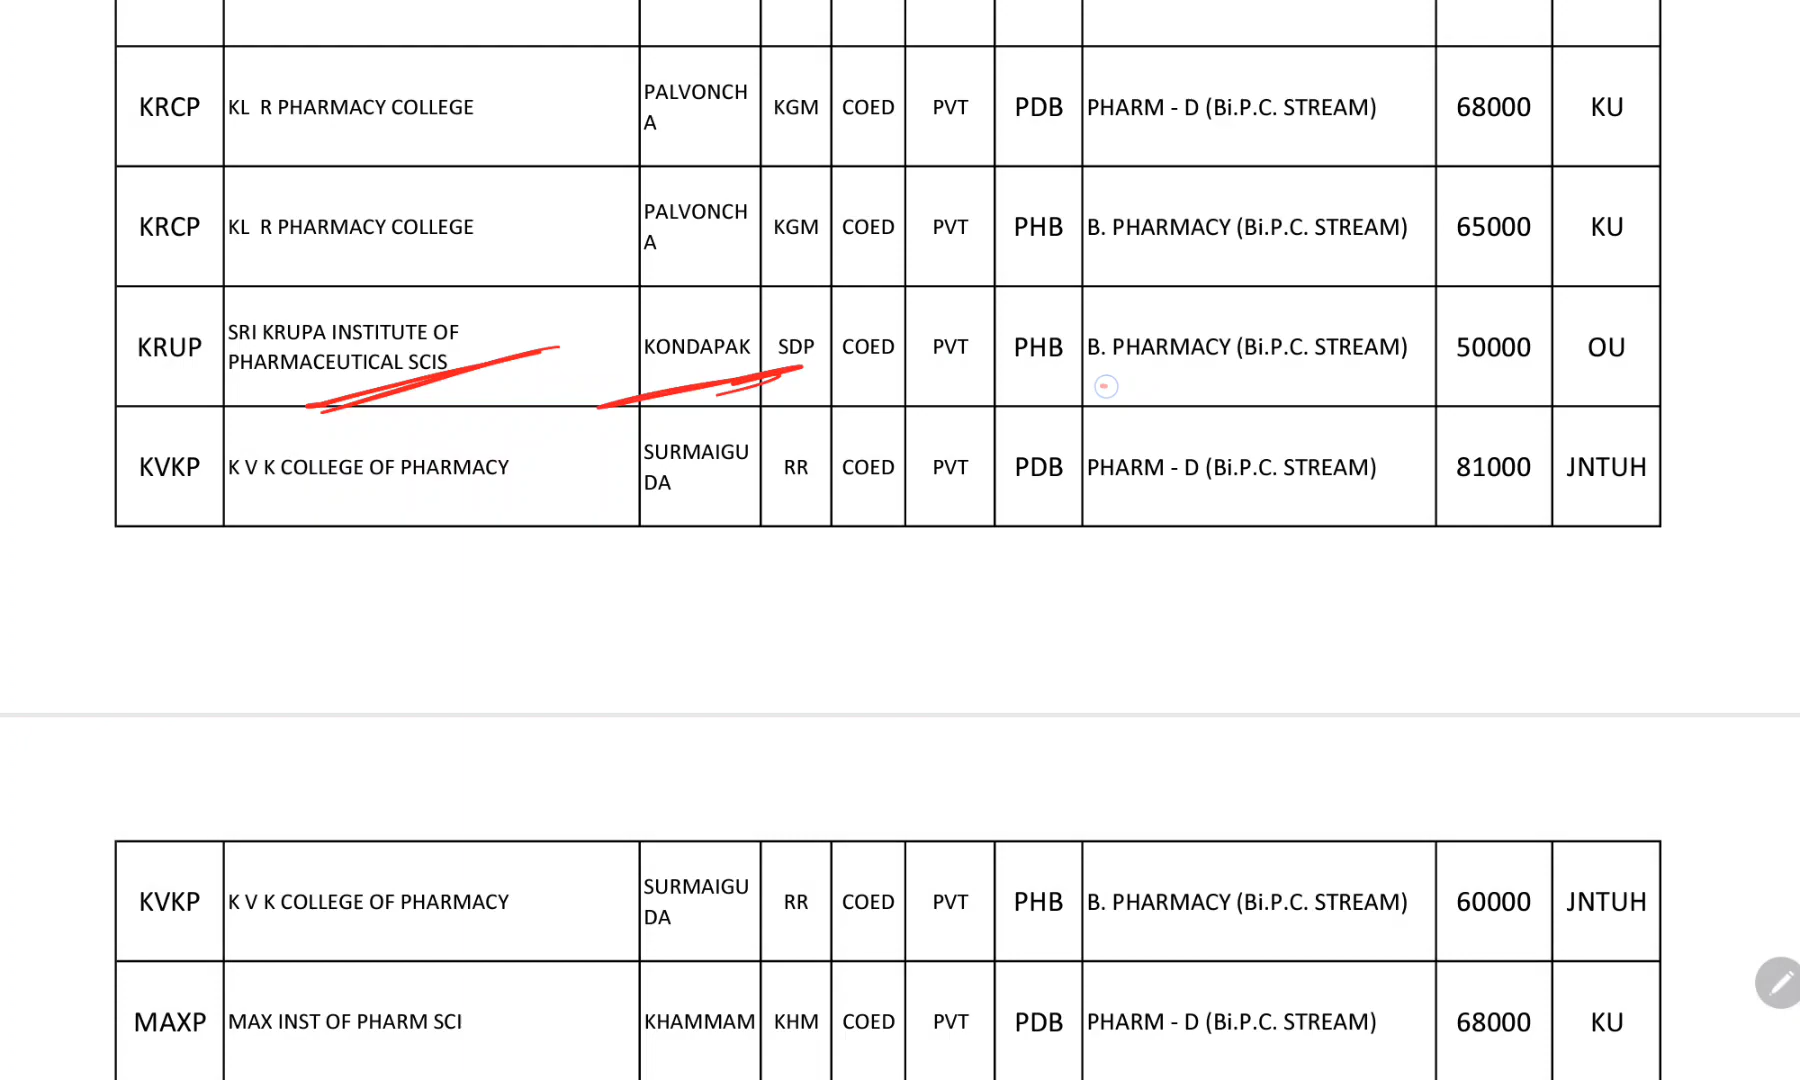 KRCP KL R PHARMACY COLLEGE PALVONCH A KGM COED PVT PDB PHARM - D (Bi.P.C. STREAM) 68000 KU
KRCP KL R PHARMACY COLLEGE PALVONCH A KGM COED PVT PHB B. PHARMACY (Bi.P.C. STREAM) 65000 KU
KRUP SRI KRUPA INSTITUTE OF PHARMACEUTICAL SCIS KONDAPAK SDP COED PVT PHB B. PHARMACY (Bi.P.C. STREAM) 50000 OU
KVKP K V K COLLEGE OF PHARMACY SURMAIGU DA RR COED PVT PDB PHARM - D (Bi.P.C. STREAM) 81000 JNTUH
KVKP K V K COLLEGE OF PHARMACY SURMAIGU DA RR COED PVT PHB B. PHARMACY (Bi.P.C. STREAM) 60000 JNTUH
MAXP MAX INST OF PHARM SCI KHAMMAM KHM COED PVT PDB PHARM - D (Bi.P.C. STREAM) 68000 KU